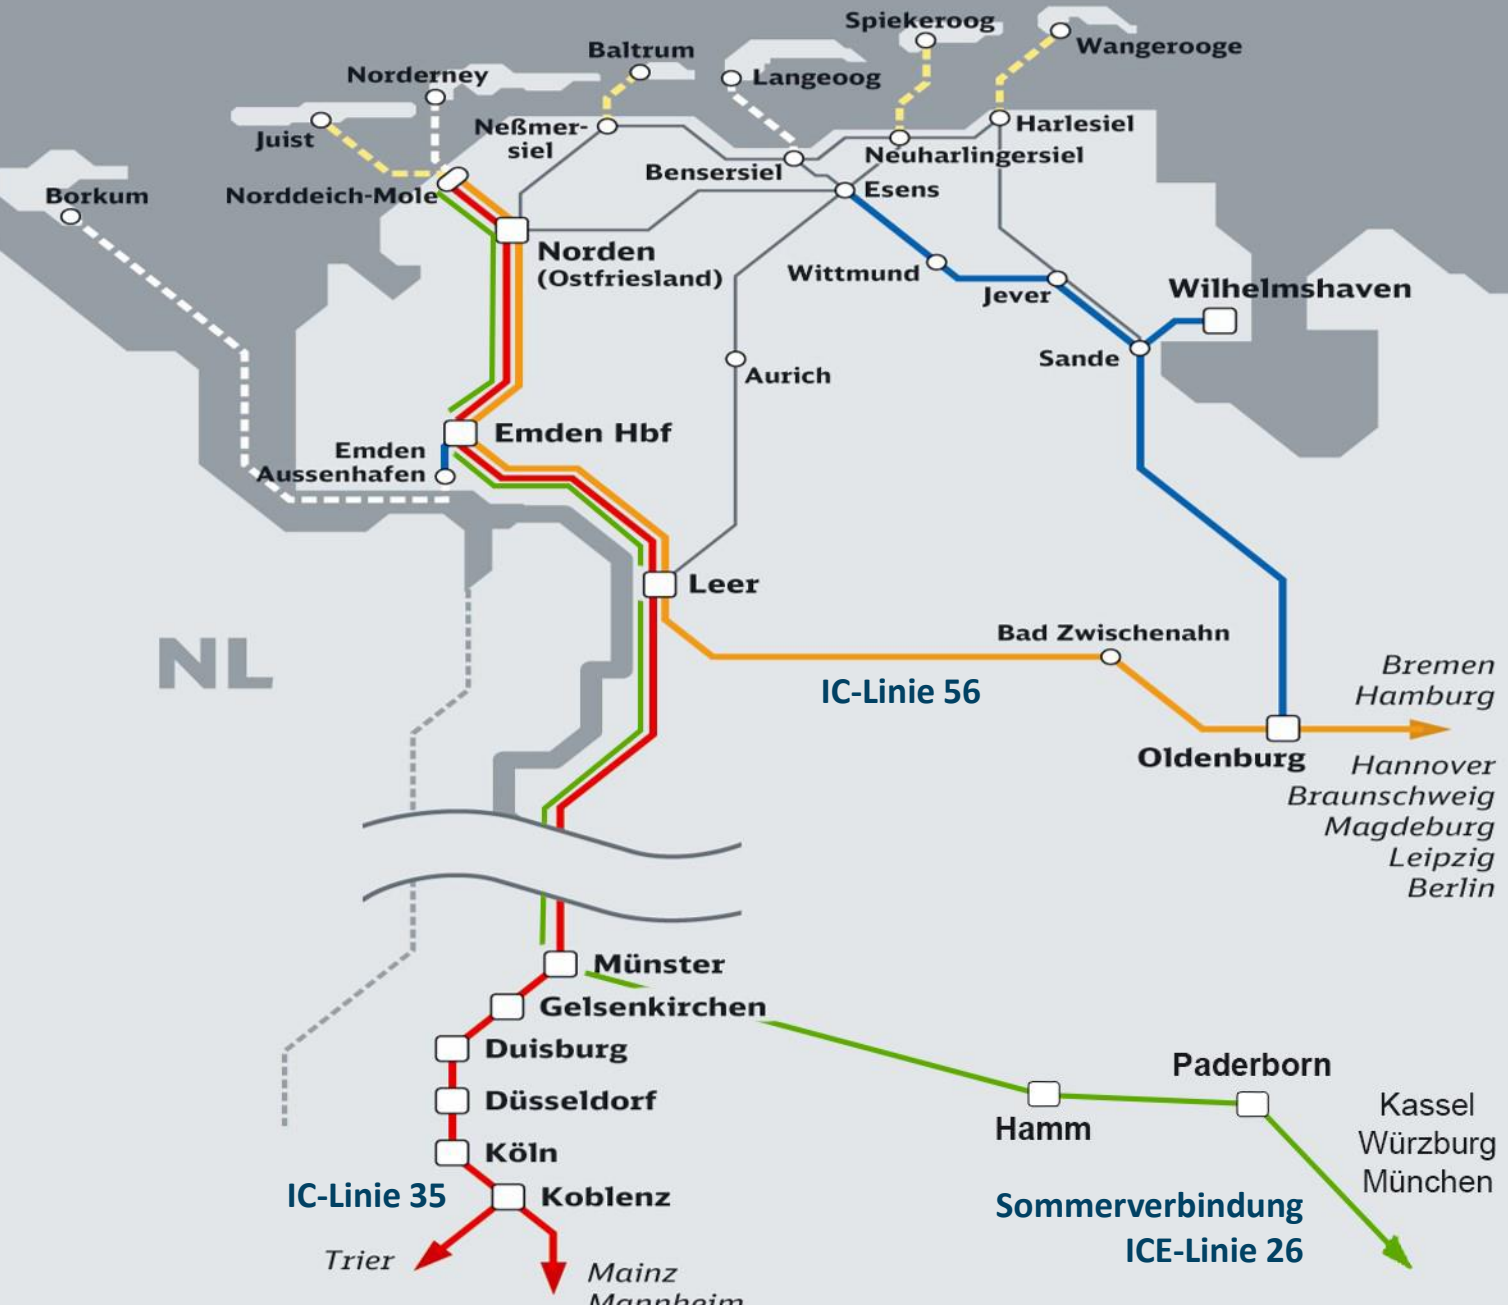 Spiekeroog
Wangerooge
Baltrum
Norderney
Langeoog
Juist
Neßmer-
siel
Harlesiel
Neuharlingersiel
Bensersiel
Borkum
Norddeich-Mole
Esens
Norden
(Ostfriesland)
Wittmund
Jever
Wilhelmshaven
Sande
Aurich
Emden Hbf
Emden
Aussenhafen
Leer
NL
Bad Zwischenahn
IC-Linie 56
Bremen
Hamburg
Oldenburg
Hannover
Braunschweig
Magdeburg
Leipzig
Berlin
Münster
Gelsenkirchen
Duisburg
Düsseldorf
Köln
Koblenz
IC-Linie 35
Trier
Mainz
Mannheim
Paderborn
Hamm
Kassel
Würzburg
München
Sommerverbindung
ICE-Linie 26